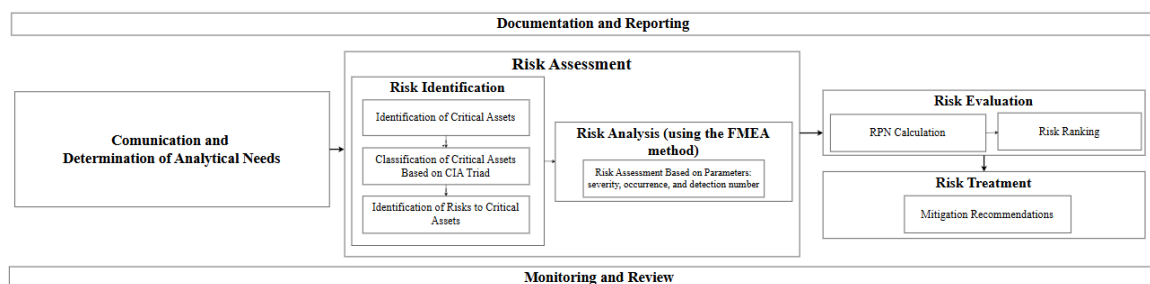 Documentation and Reporting
Comunication and
Determination of Analytical Needs
Risk Assessment
Risk Identification
Identification of Critical Assets
Classification of Critical Assets
Based on CIA Triad
Identification of Risks to Critical
Assets
Risk Analysis (using the FMEA
method)
Risk Assessment Based on Parameters:
severity, occurrence, and detection number
Risk Evaluation
RPN Calculation
Risk Ranking
Risk Treatment
Mitigation Recommendations
Monitoring and Review